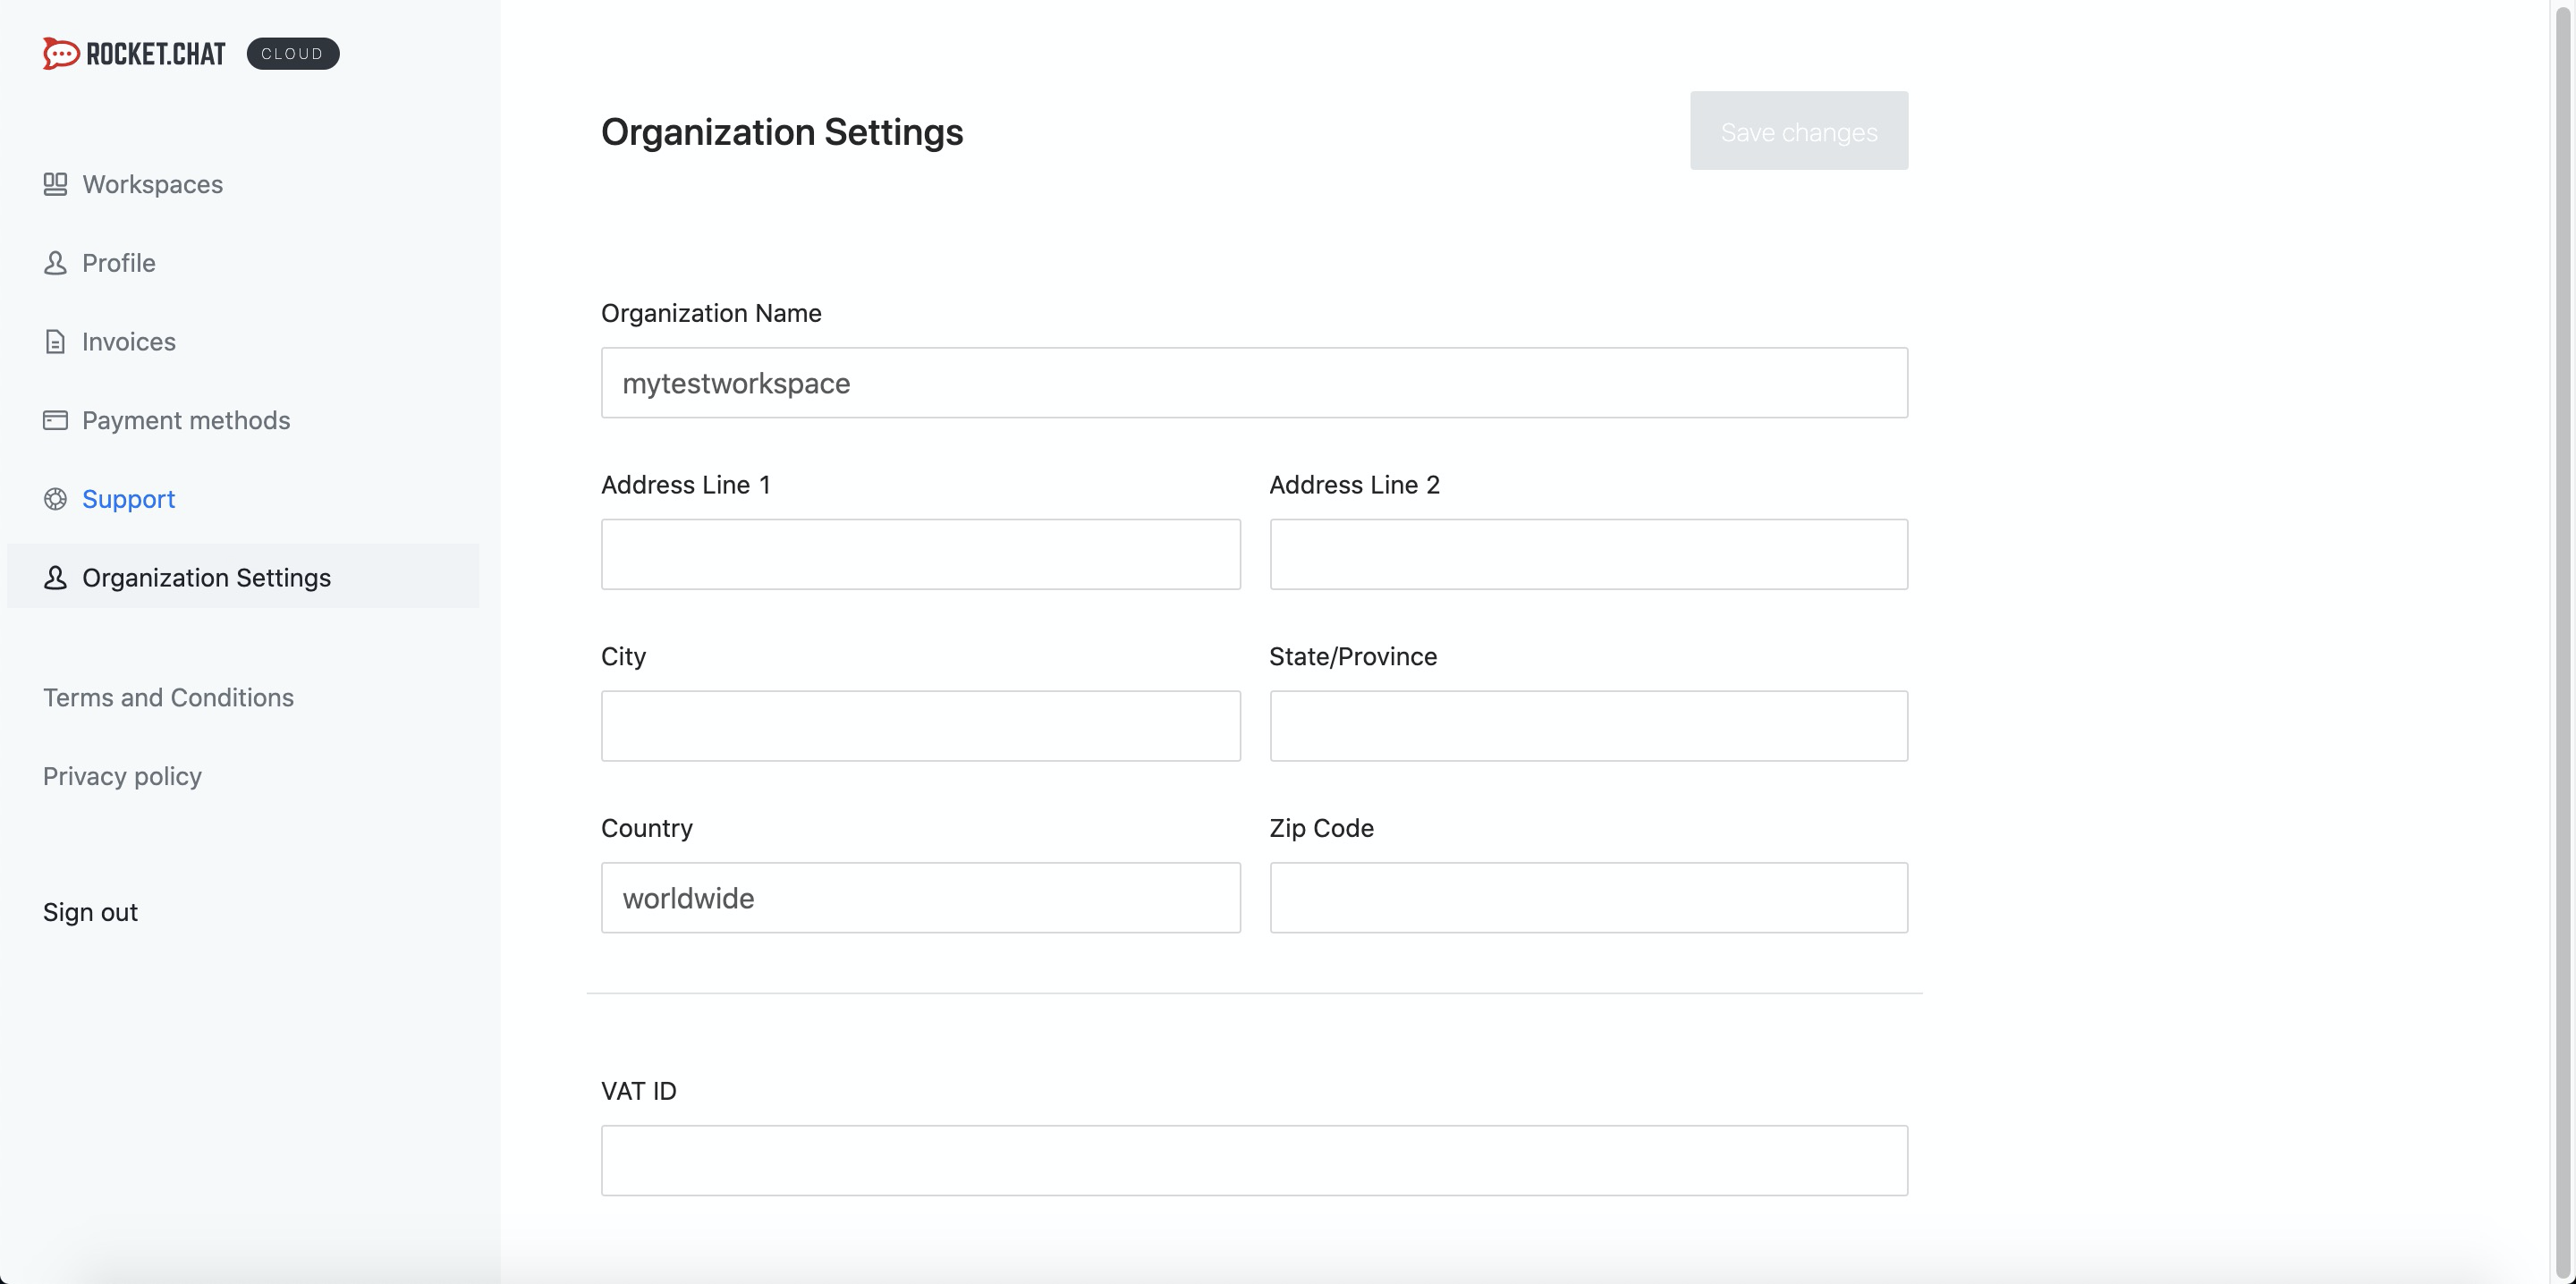 ROCKET.CHAT CLOUD
Workspaces
Profile
Invoices
Payment methods
Support
Organization Settings
Terms and Conditions
Privacy policy
Sign out
Organization Settings
Save changes
Organization Name
mytestworkspace
Address Line 1
Address Line 2
City
State/Province
Country
Zip Code
worldwide
VAT ID